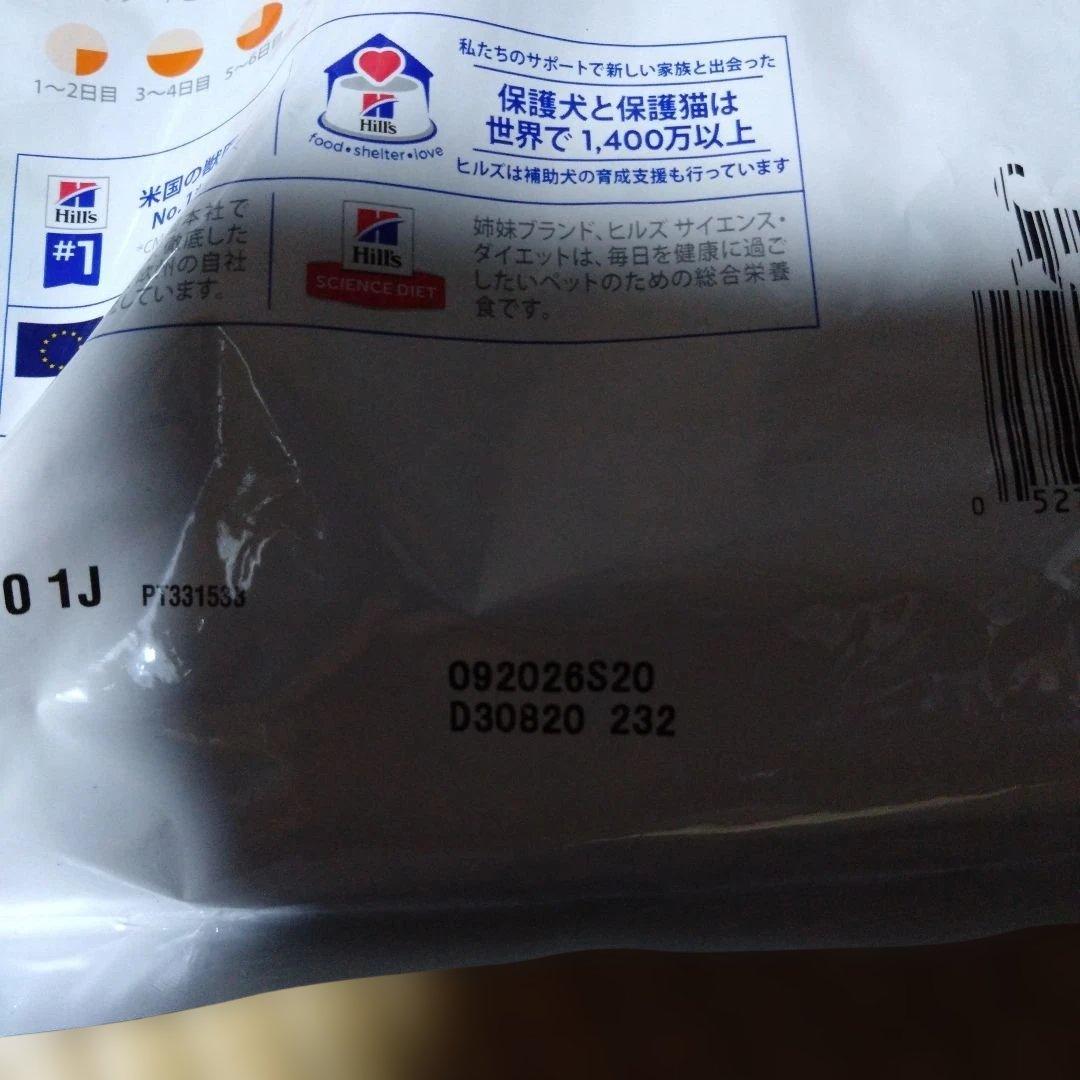 1〜2日目
3〜4日目
5〜6日目
Hill's
food•shelter•love
私たちのサポートで新しい家族と出会った
保護犬と保護猫は
世界で1,400万以上
ヒルズは補助犬の育成支援も行っています
Hill's
#1
米国の獣
No.1
本社で
徹底した
の自社
しています。
Hill's
SCIENCE DIET
姉妹ブランド、ヒルズ サイエンス・
ダイエットは、毎日を健康に過ご
したいペットのための総合栄養
食です。
0 527
0 1J
PT331533
092026S20
D30820 232